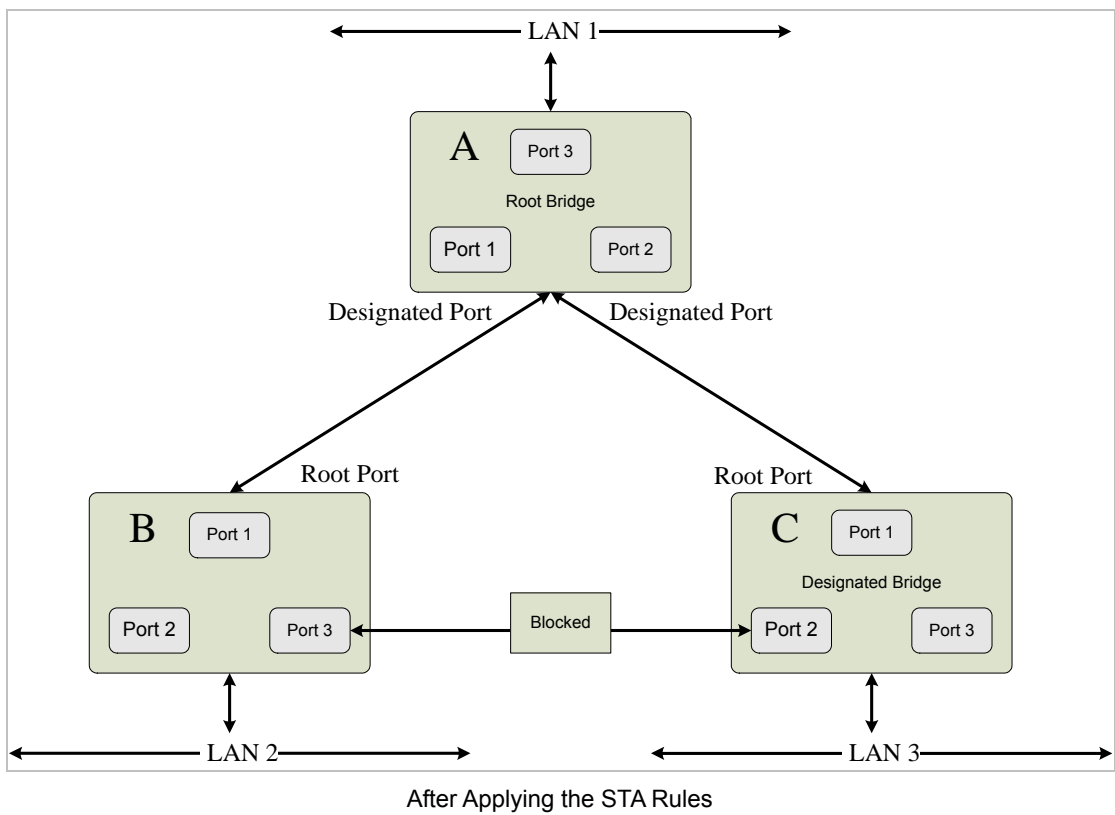 LAN 1
A
Port 3
Root Bridge
Port 1
Port 2
Designated Port
Designated Port
Root Port
Root Port
B
Port 1
C
Port 1
Designated Bridge
Port 2
Port 3
Blocked
Port 2
Port 3
LAN 2
LAN 3
After Applying the STA Rules